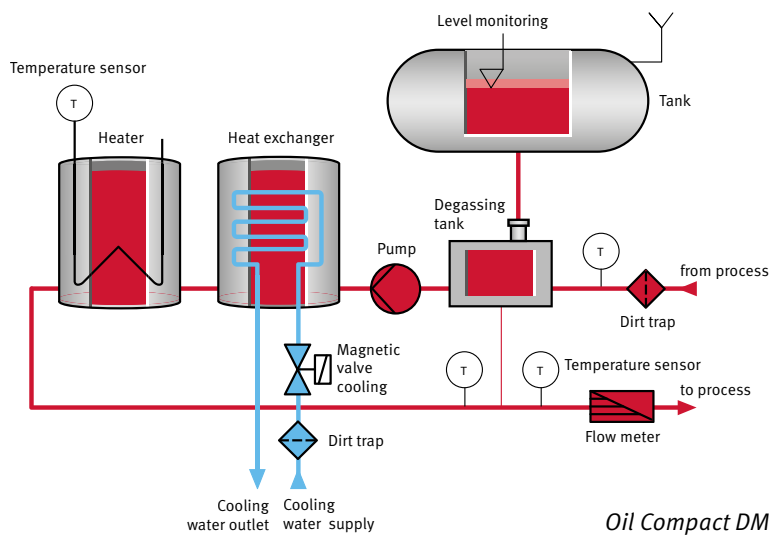 Level monitoring
Temperature sensor
T
Heater
Heat exchanger
Tank
Degassing
tank
Pump
T
from process
Dirt trap
Magnetic
valve
cooling
T
T
Temperature sensor
to process
Flow meter
Dirt trap
Cooling
water outlet
Cooling
water supply
Oil Compact DM